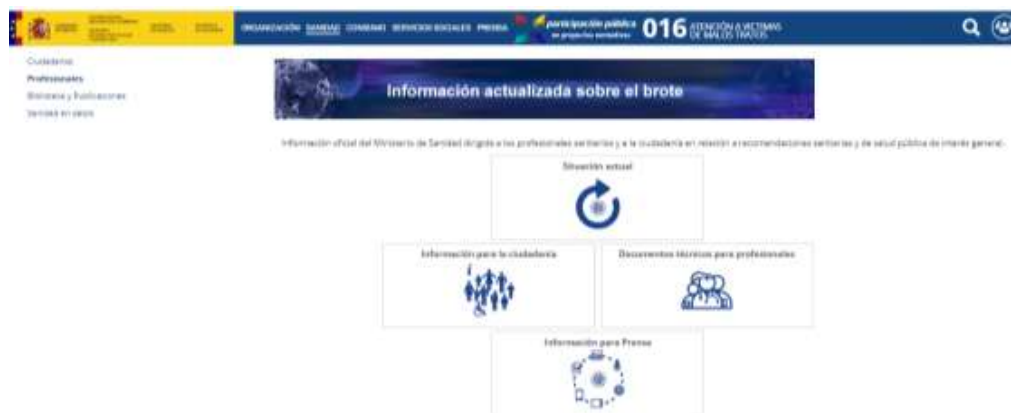 ORGANIZACIÓN SANIDAD CONSUMO SERVICIOS SOCIALES PRENSA
participación pública
en proyectos normativos
016 ATENCIÓN A VÍCTIMAS
DE MALOS TRATOS
Ciudadanos
Profesionales
Biblioteca y Publicaciones
Sanidad en datos
Información actualizada sobre el brote
Información oficial del Ministerio de Sanidad dirigida a los profesionales sanitarios y a la ciudadanía en relación a recomendaciones sanitarias y de salud pública de interés general.
Situación actual
Información para la ciudadanía
Documentos técnicos para profesionales
Información para Prensa